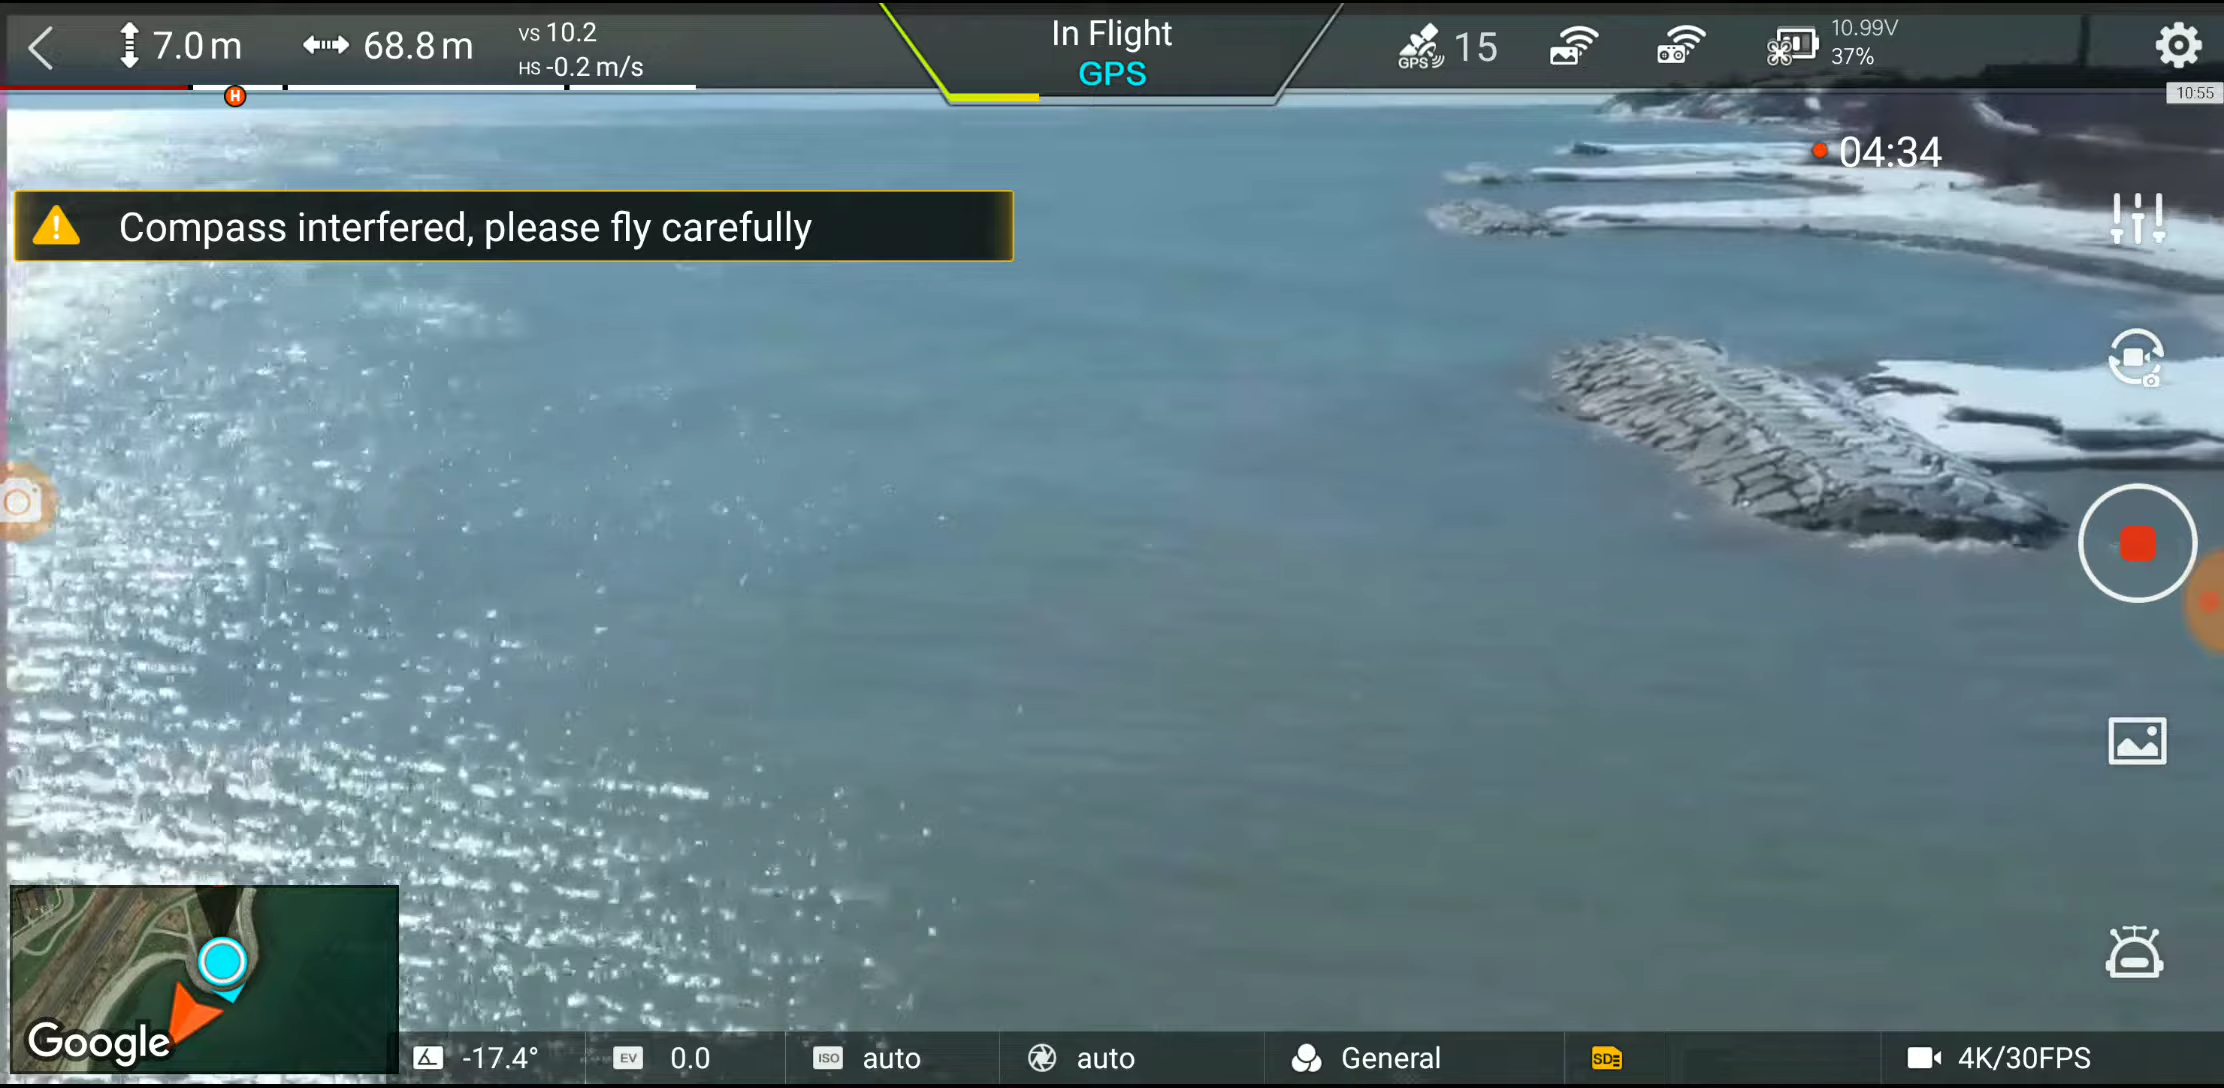 7.0 m
68.8 m
VS 10.2
HS -0.2 m/s
In Flight
GPS
GPS
15
10.99V
37%
H
10:55
04:34
Compass interfered, please fly carefully
Google
-17.4°
EV
0.0
ISO
auto
auto
General
SD
4K/30FPS